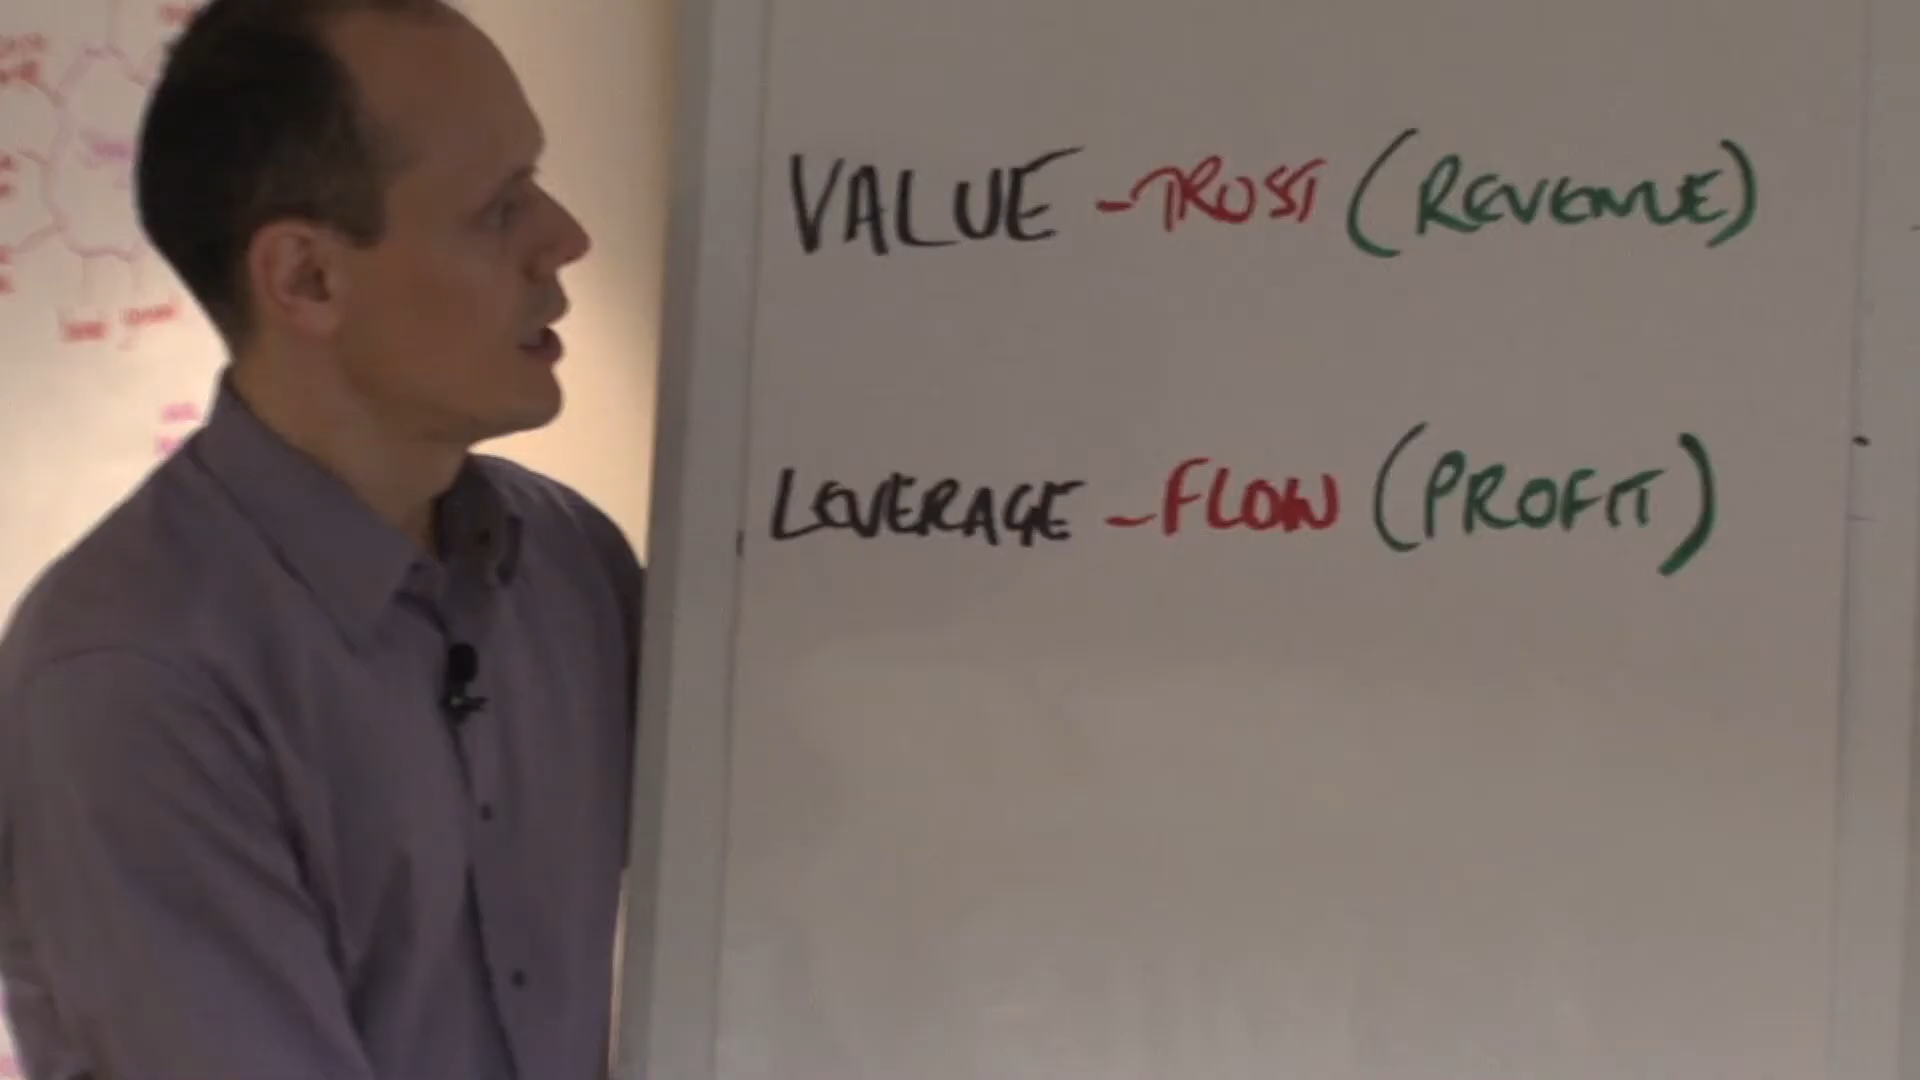 VALUE - TRUST (REVENUE)
LEVERAGE - FLOW (PROFIT)